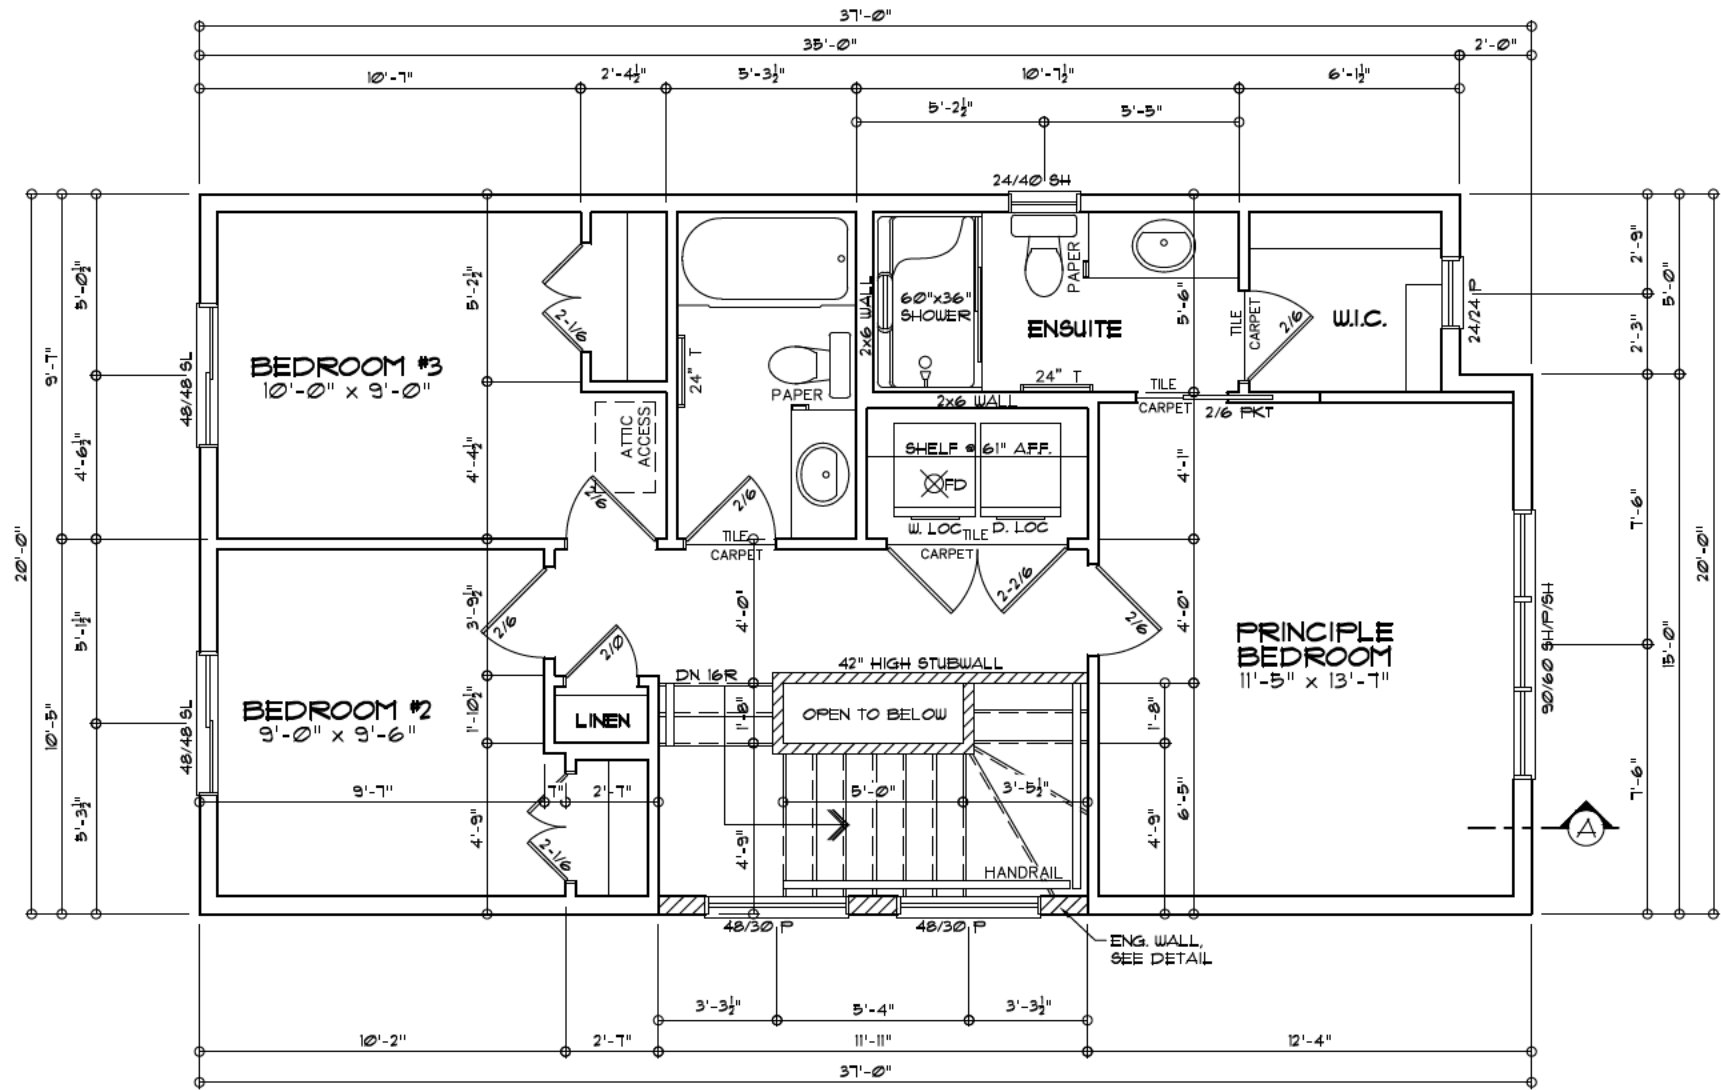 37'-0"
35'-0"
2'-0"
10'-7"
2'-4½"
5'-3½"
10'-7½"
6'-1½"
5'-2½"
5'-5"
24/40 SH
20'-0"
9'-7"
10'-5"
5'-0½"
4'-6½"
5'-1½"
5'-3½"
48/48 SL
48/48 SL
BEDROOM #3
10'-0" x 9'-0"
5'-2½"
4'-4½"
2-1/6
ATTIC
ACCESS
2/6
24" T
PAPER
2/6
TILE
CARPET
2x6 WALL
60"x36"
SHOWER
PAPER
ENSUITE
24" T
2x6 WALL
5'-6"
TILE
CARPET
2/6
W.I.C.
24/24 P
TILE
CARPET
2/6 PKT
SHELF @ 61" A.F.F.
FD
W. LOC
D. LOC
TILE
CARPET
2-2/6
4'-1"
4'-0"
2/6
PRINCIPLE
BEDROOM
11'-5" x 13'-7"
90/60 SH/P/SH
2'-9"
2'-3"
5'-0"
7'-6"
7'-6"
15'-0"
20'-0"
A
BEDROOM #2
9'-0" x 9'-6"
2/6
3'-9½"
1'-10½"
4'-9"
2/0
LINEN
9'-7"
7"
2'-7"
2-1/6
4'-0"
42" HIGH STUBWALL
DN 16R
1'-8"
OPEN TO BELOW
4'-9"
5'-0"
3'-5½"
HANDRAIL
1'-8"
4'-9"
6'-5"
48/30 P
48/30 P
ENG. WALL,
SEE DETAIL
3'-3½"
5'-4"
3'-3½"
10'-2"
2'-7"
11'-11"
12'-4"
37'-0"